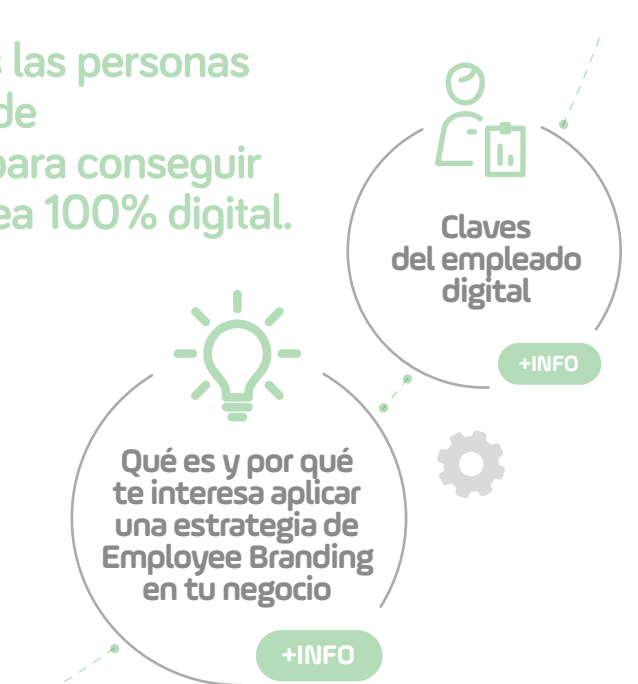 las personas
de
para conseguir
100% digital.
Claves
del empleado
digital
+INFO
Qué es y por qué
te interesa aplicar
una estrategia de
Employee Branding
en tu negocio
+INFO